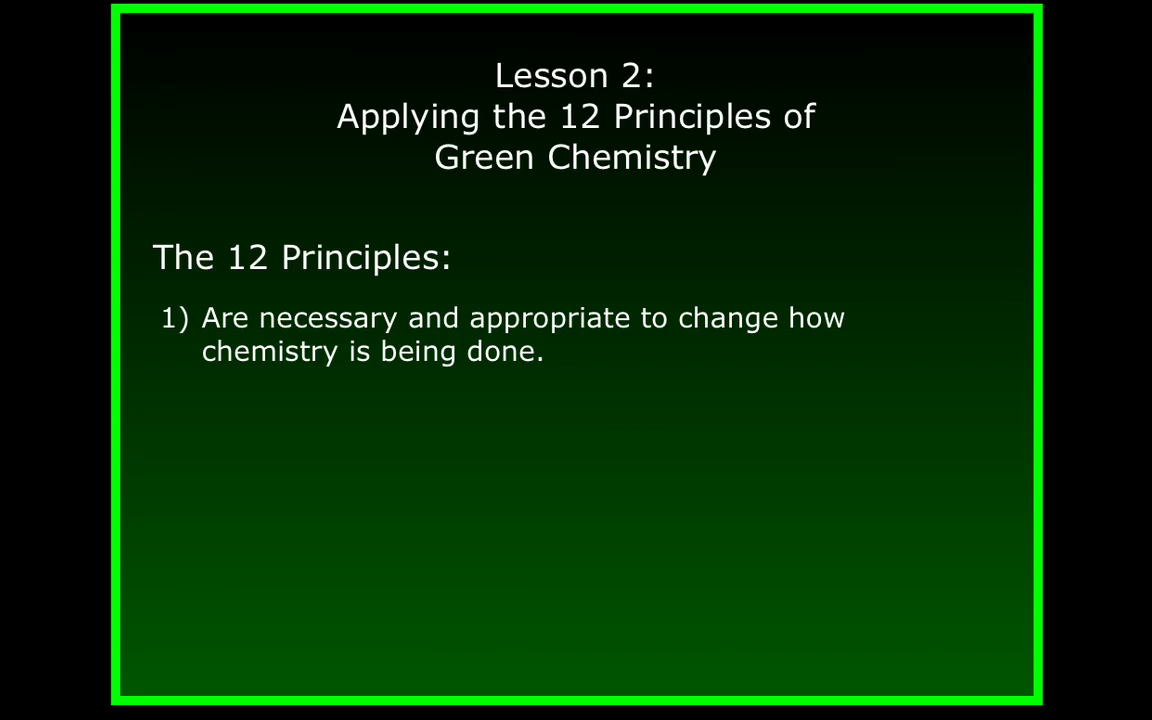 Lesson 2:
Applying the 12 Principles of
Green Chemistry
The 12 Principles:
1) Are necessary and appropriate to change how
chemistry is being done.